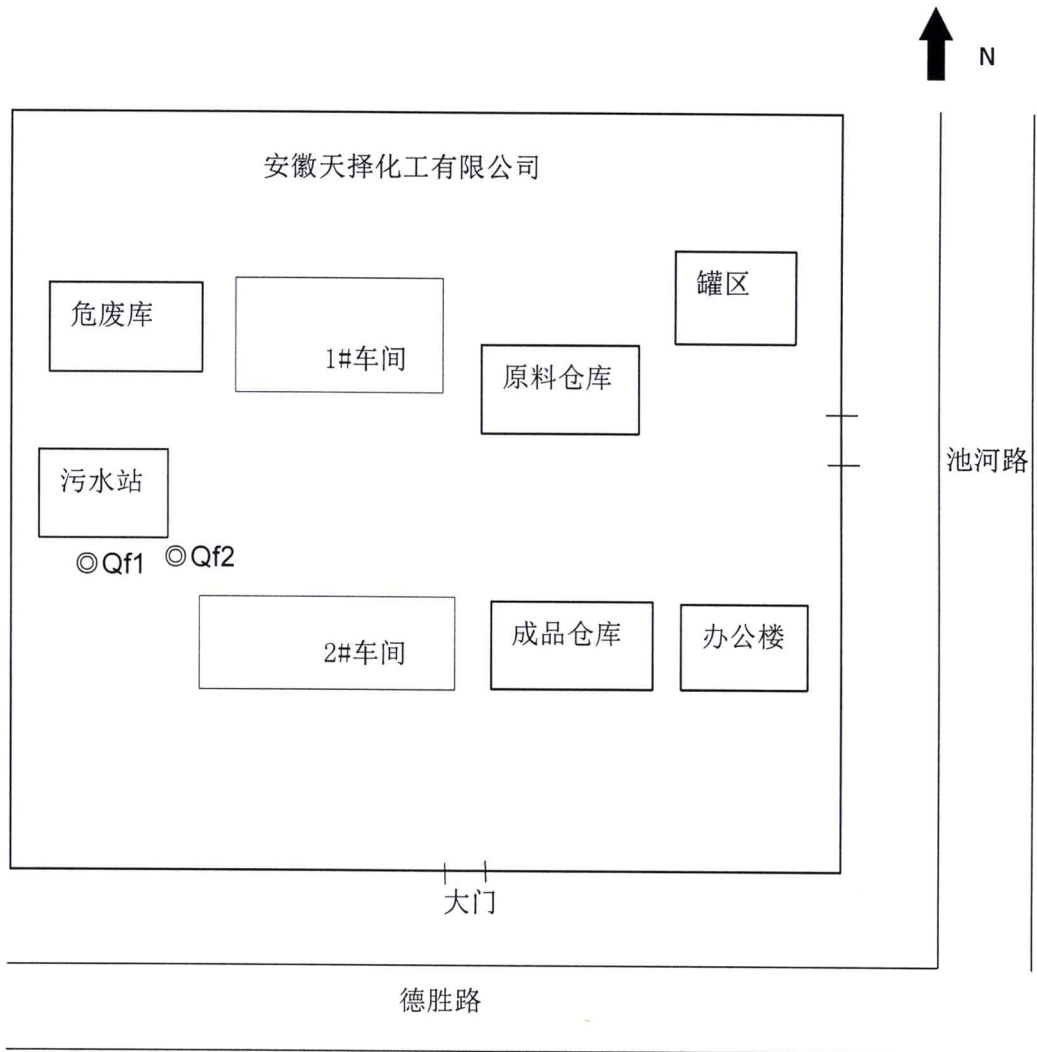 N
安徽天择化工有限公司
罐区
危废库
1#车间
原料仓库
池河路
污水站
◎Qf1
◎Qf2
2#车间
成品仓库
办公楼
大门
德胜路